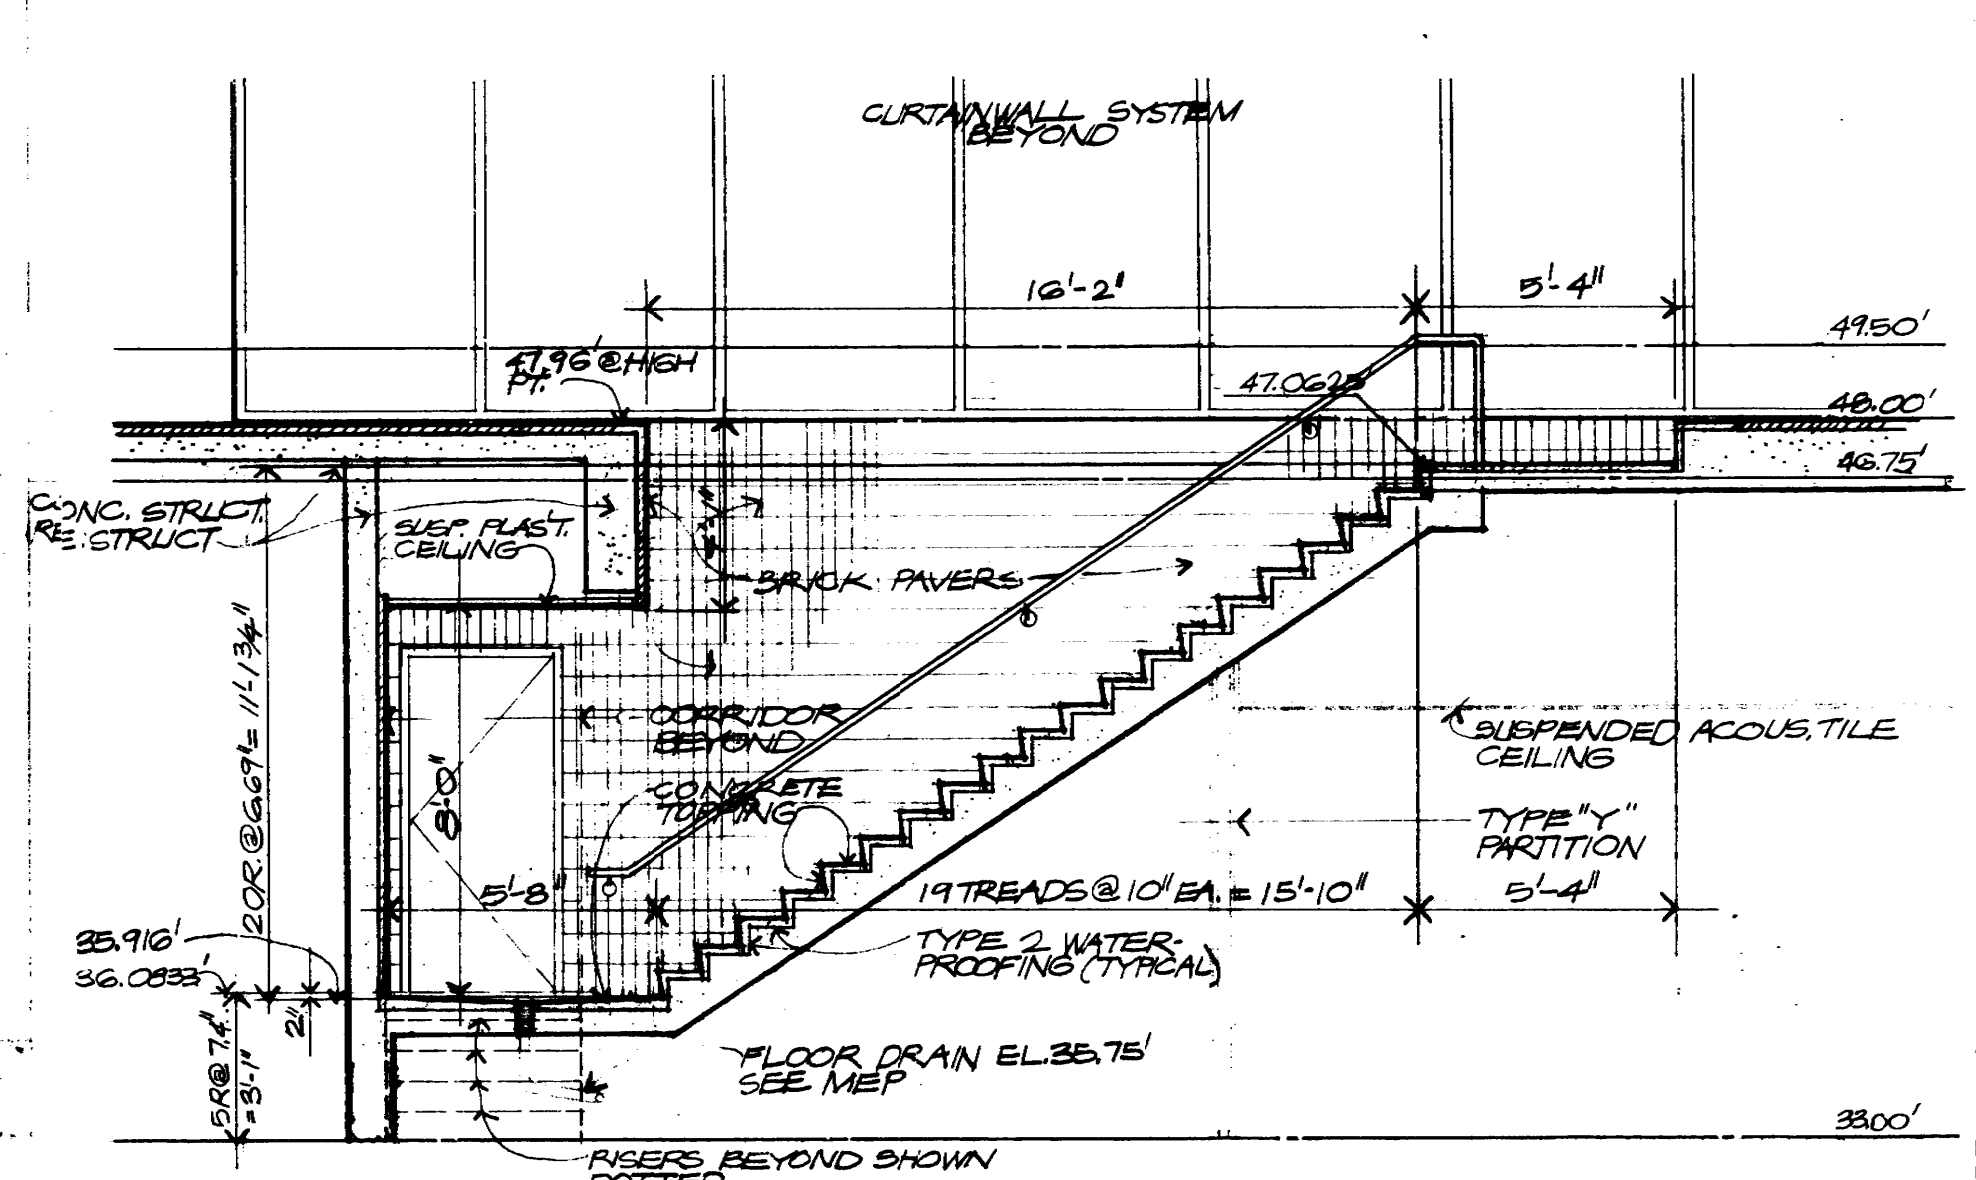 CURTAINWALL SYSTEM
BEYOND
16'-2"
5'-4"
49.50'
47.96' @ HIGH
PT.
47.0625
48.00'
46.75'
CONC. STRUCT.
RE: STRUCT
SUSP. PLAS'T.
CEILING
BRICK PAVERS
20R.@6.69"= 11'-1 3/4"
CORRIDOR
BEYOND
SUSPENDED ACOUS. TILE
CEILING
8'-0"
CONCRETE
TOPPING
TYPE "Y"
PARTITION
5'-8"
19 TREADS @ 10" EA. = 15'-10"
5'-4"
35.916'
36.0833'
TYPE 2 WATER-
PROOFING (TYPICAL)
2"
5R@7.4"
=3'-1"
FLOOR DRAIN EL.35.75'
SEE MEP
33.00'
RISERS BEYOND SHOWN